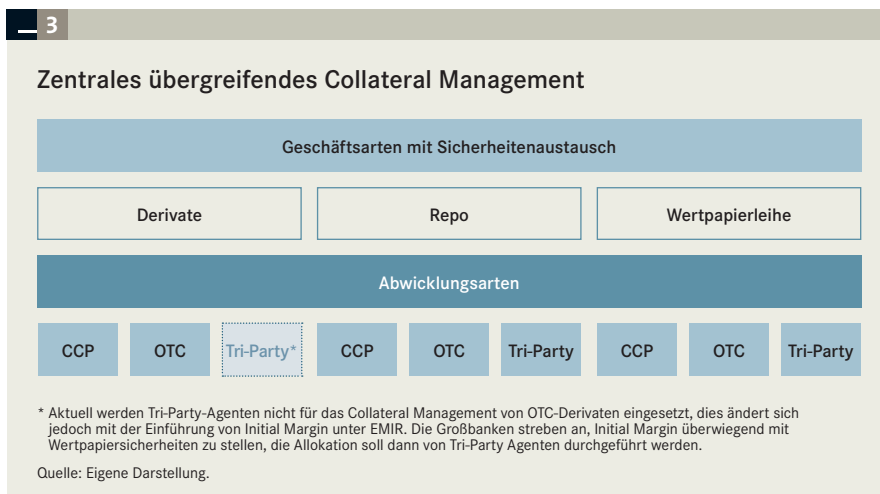 3
Zentrales übergreifendes Collateral Management
Geschäftsarten mit Sicherheitenaustausch
Derivate Repo Wertpapierleihe
Abwicklungsarten
CCP OTC Tri-Party* CCP OTC Tri-Party CCP OTC Tri-Party
* Aktuell werden Tri-Party-Agenten nicht für das Collateral Management von OTC-Derivaten eingesetzt, dies ändert sich
jedoch mit der Einführung von Initial Margin unter EMIR. Die Großbanken streben an, Initial Margin überwiegend mit
Wertpapiersicherheiten zu stellen, die Allokation soll dann von Tri-Party Agenten durchgeführt werden.
Quelle: Eigene Darstellung.